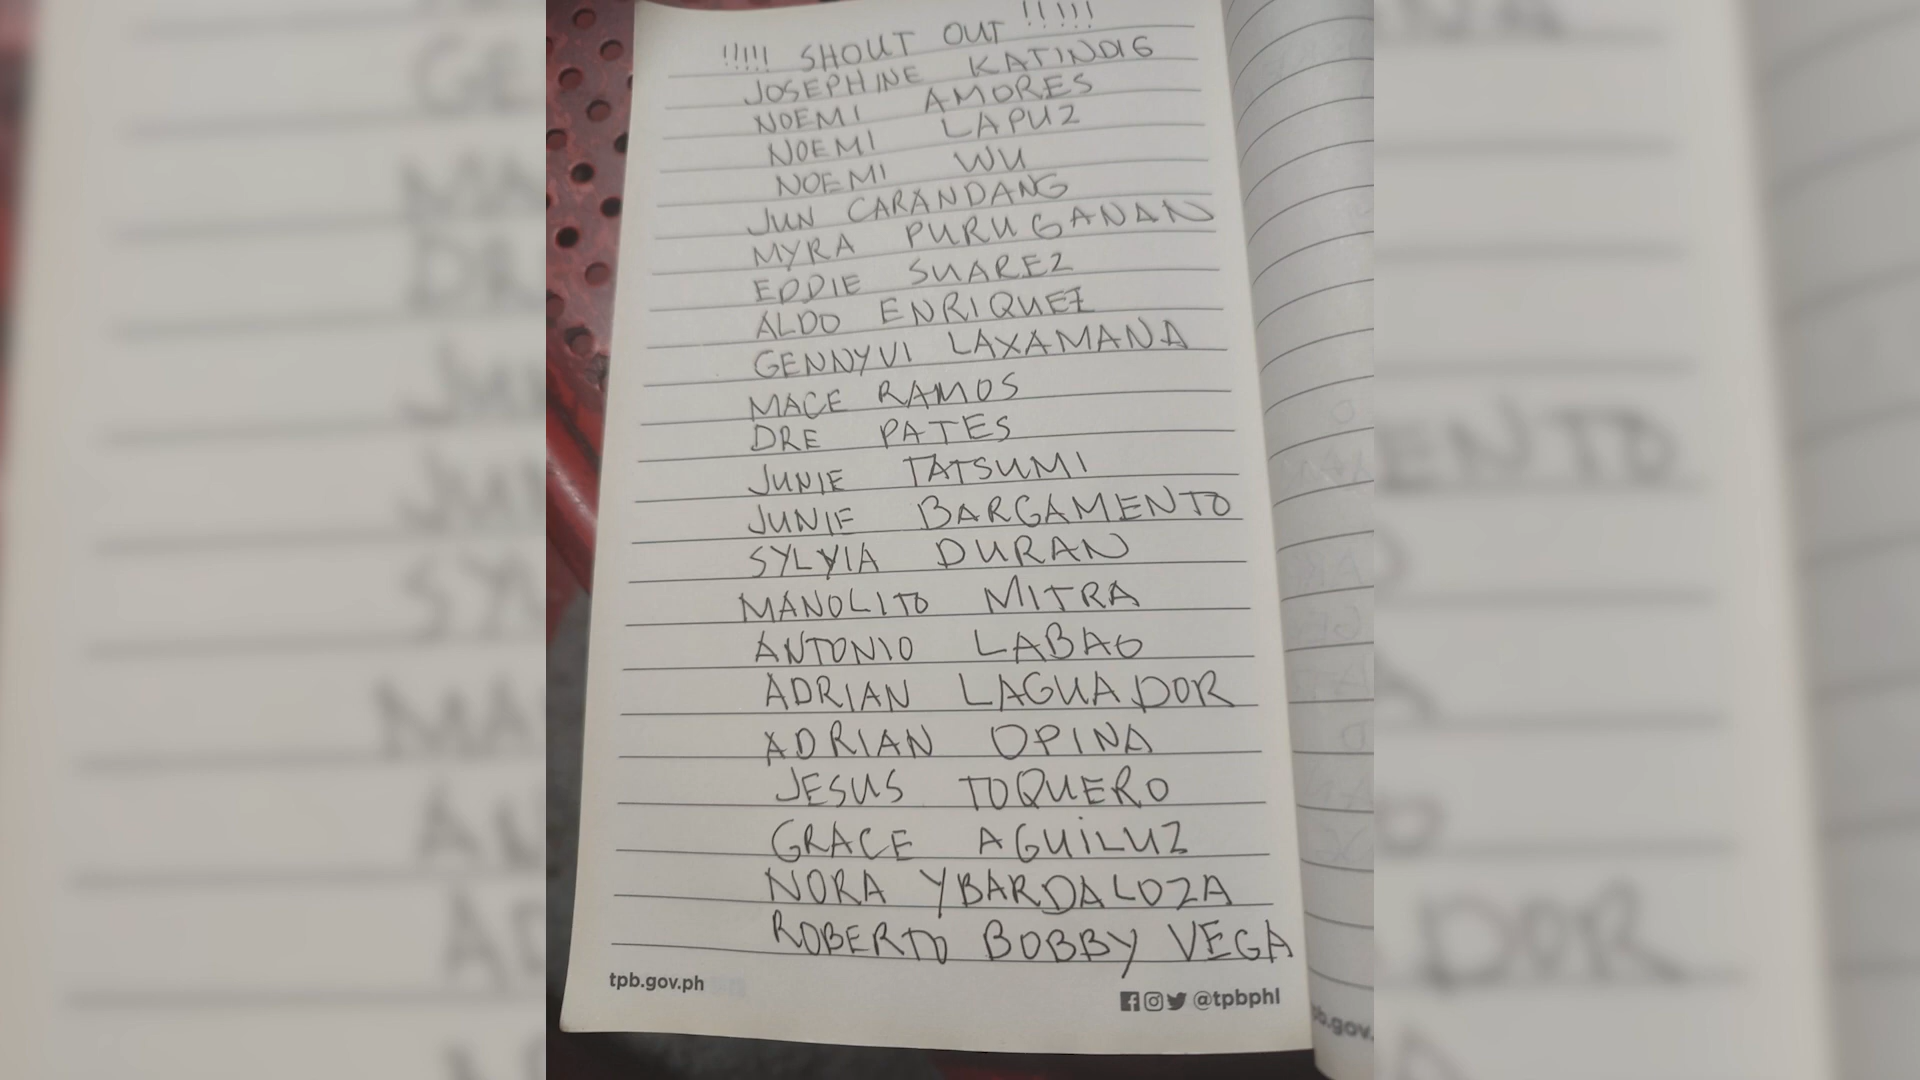 !!!!! SHOUT OUT !!!!!
JOSEPHINE KATINDIG
NOEMI AMORES
NOEMI LAPUZ
NOEMI WU
JUN CARANDANG
MYRA PURUGANAN
EDDIE SUAREZ
ALDO ENRIQUEZ
GENNYVI LAXAMANA
MACE RAMOS
DRE PATES
JUNIE TATSUMI
JUNIE BARGAMENTO
SYLVIA DURAN
MANOLITO MITRA
ANTONIO LABAO
ADRIAN LAGUADOR
ADRIAN OPINA
JESUS TOQUERO
GRACE AGUILUZ
NORA YBARDALOZA
ROBERTO BOBBY VEGA
tpb.gov.ph
@tpbphl